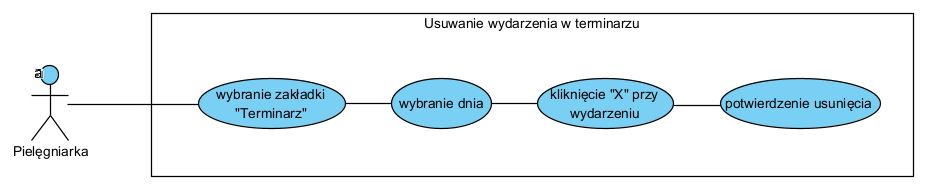 Usuwanie wydarzenia w terminarzu
a
wybranie zakładki
"Terminarz"
wybranie dnia
kliknięcie "X" przy
wydarzeniu
potwierdzenie usunięcia
Pielęgniarka